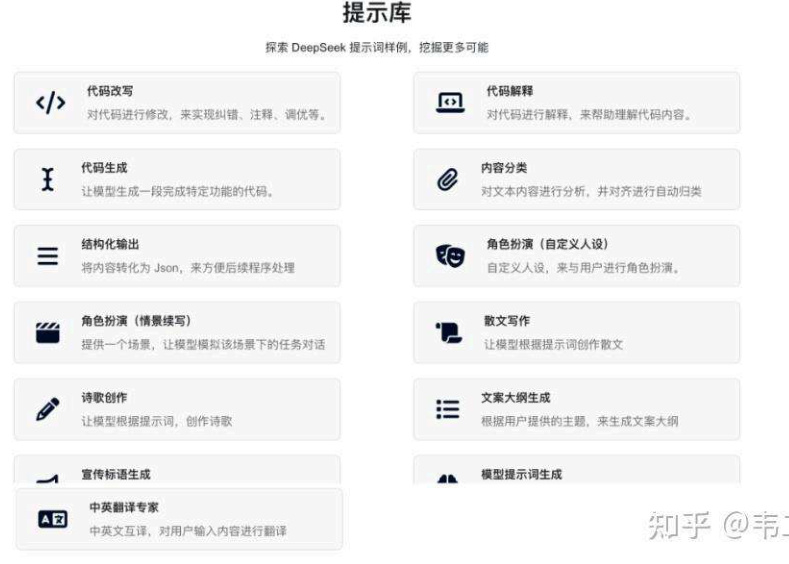 提示库
探索 DeepSeek 提示词样例，挖掘更多可能
代码改写
对代码进行修改，来实现纠错、注释、调优等。
代码解释
对代码进行解释，来帮助理解代码内容。
代码生成
让模型生成一段完成特定功能的代码。
内容分类
对文本内容进行分析，并对齐进行自动归类
结构化输出
将内容转化为 Json，来方便后续程序处理
角色扮演（自定义人设）
自定义人设，来与用户进行角色扮演。
角色扮演（情景续写）
提供一个场景，让模型模拟该场景下的任务对话
散文写作
让模型根据提示词创作散文
诗歌创作
让模型根据提示词，创作诗歌
文案大纲生成
根据用户提供的主题，来生成文案大纲
宣传标语生成
模型提示词生成
A 文
中英翻译专家
中英文互译，对用户输入内容进行翻译
知乎 @韦